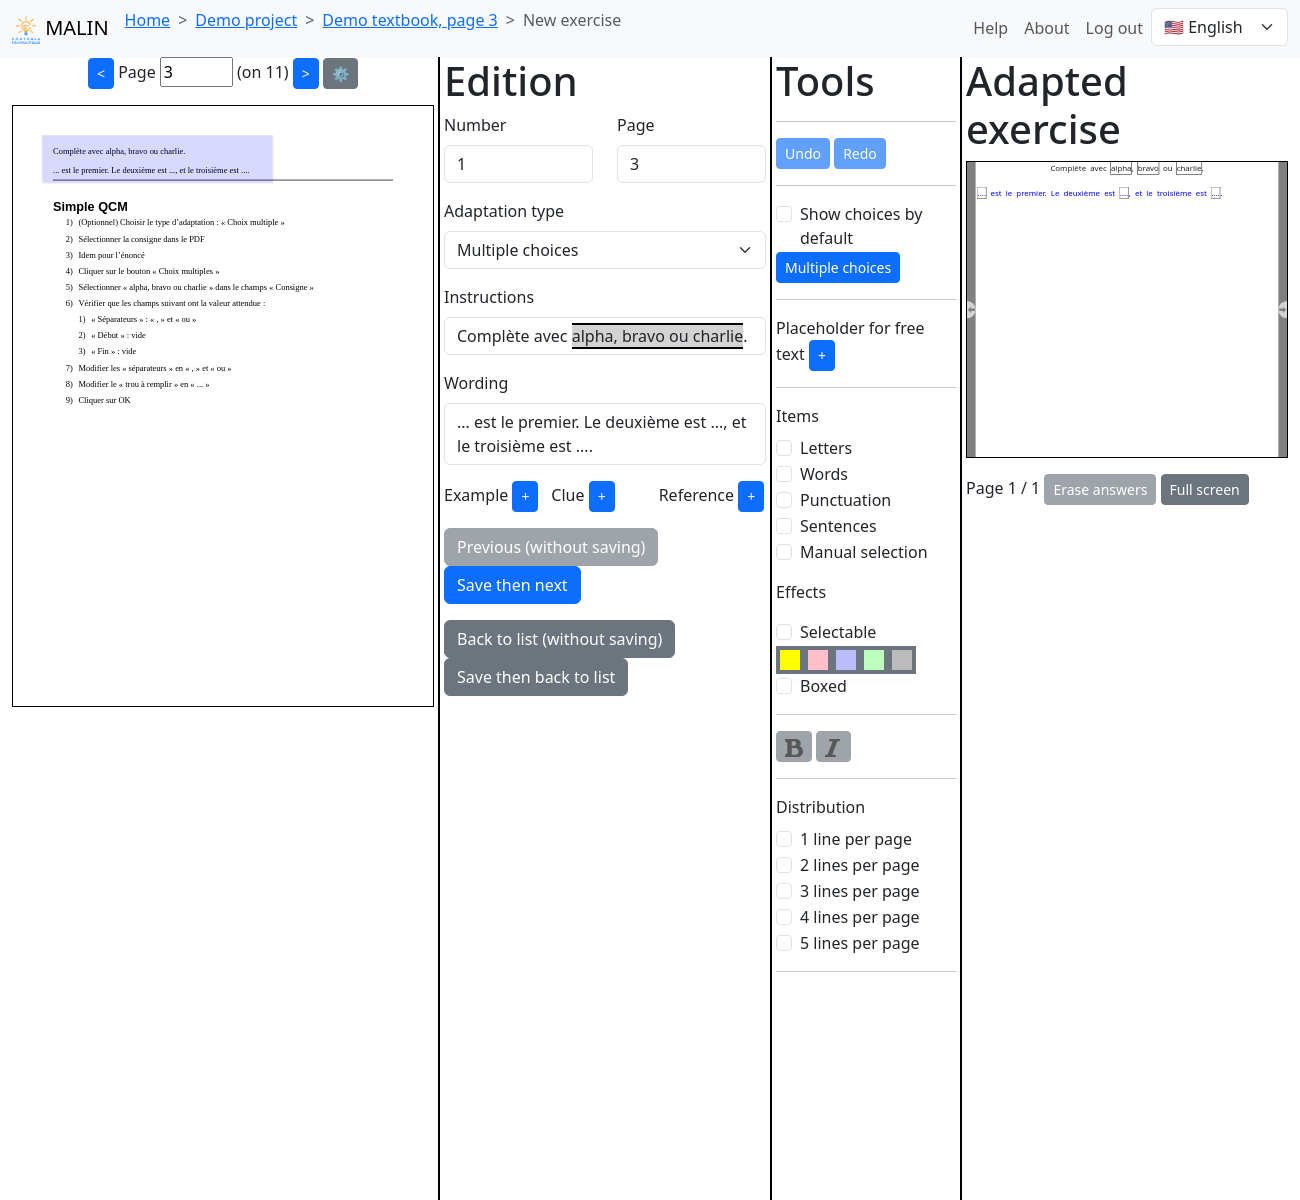 MALIN Home > Demo project > Demo textbook, page 3 > New exercise Help About Log out 🇺🇸 English
< Page 3 (on 11) > ⚙️
Complète avec alpha, bravo ou charlie.
... est le premier. Le deuxième est ..., et le troisième est ....
Simple QCM
1) (Optionnel) Choisir le type d’adaptation : « Choix multiple »
2) Sélectionner la consigne dans le PDF
3) Idem pour l’énoncé
4) Cliquer sur le bouton « Choix multiples »
5) Sélectionner « alpha, bravo ou charlie » dans le champs « Consigne »
6) Vérifier que les champs suivant ont la valeur attendue :
1) « Séparateurs » : « , » et « ou »
2) « Début » : vide
3) « Fin » : vide
7) Modifier les « séparateurs » en « , » et « ou »
8) Modifier le « trou à remplir » en « ... »
9) Cliquer sur OK
Edition
Number Page
1 3
Adaptation type
Multiple choices
Instructions
Complète avec alpha, bravo ou charlie.
Wording
... est le premier. Le deuxième est ..., et
le troisième est ....
Example + Clue + Reference +
Previous (without saving)
Save then next
Back to list (without saving)
Save then back to list
Tools
Undo Redo
Show choices by
default
Multiple choices
Placeholder for free
text +
Items
Letters
Words
Punctuation
Sentences
Manual selection
Effects
Selectable
Boxed
B I
Distribution
1 line per page
2 lines per page
3 lines per page
4 lines per page
5 lines per page
Adapted
exercise
Complète avec alpha, bravo ou charlie.
... est le premier. Le deuxième est ..., et le troisième est ....
Page 1 / 1 Erase answers Full screen